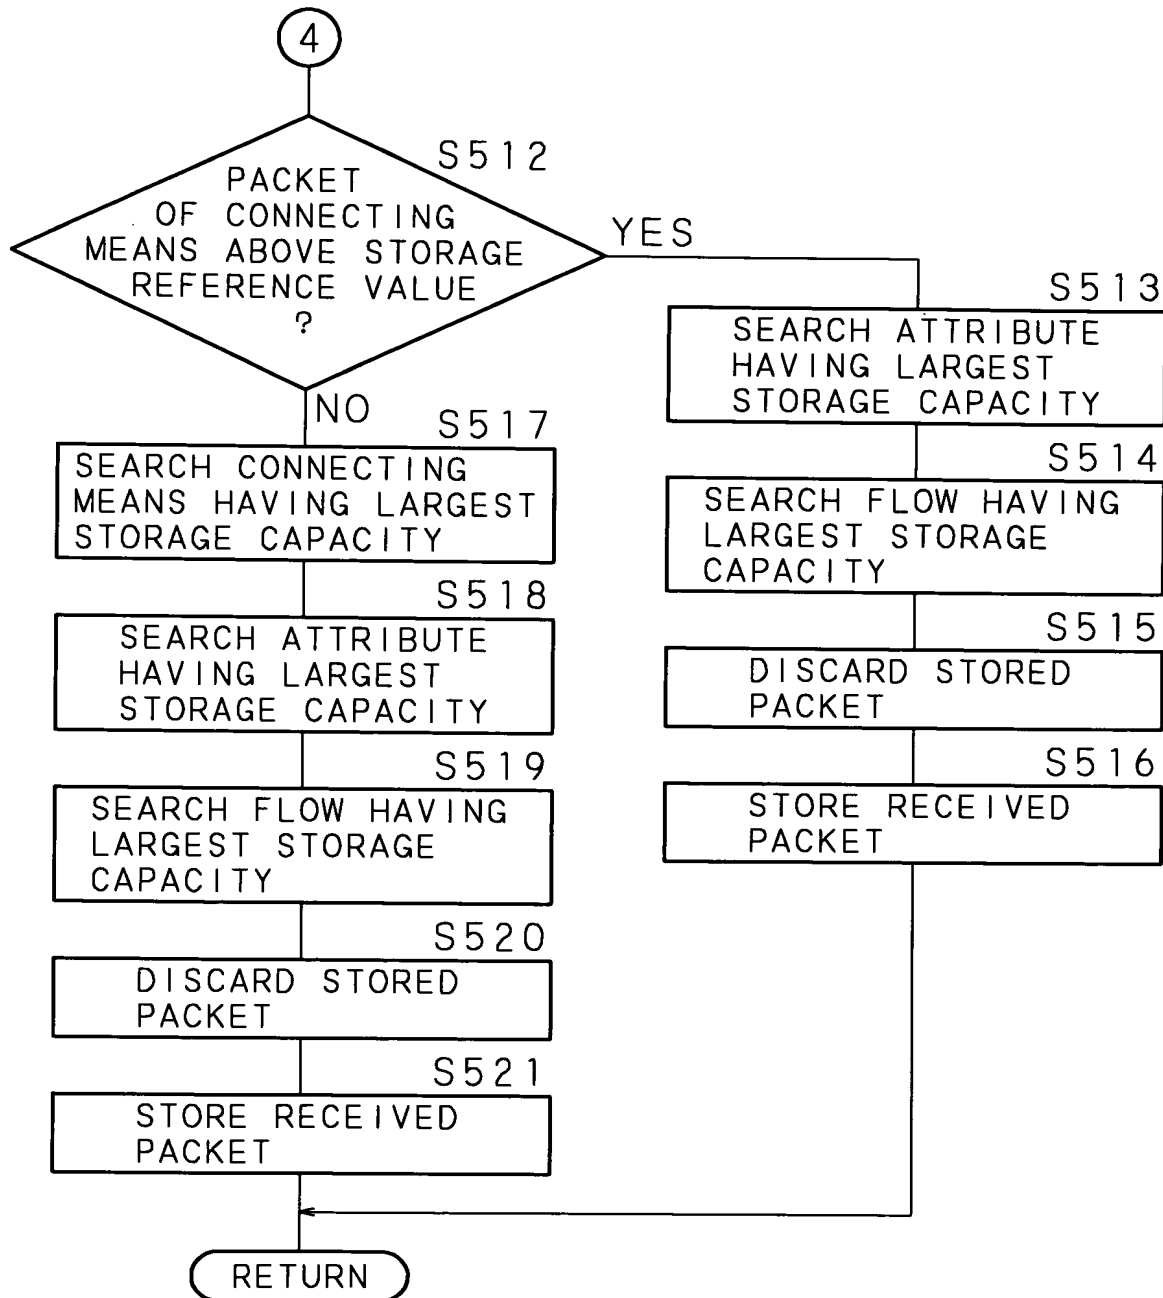 4
S512
PACKET
OF CONNECTING
MEANS ABOVE STORAGE
REFERENCE VALUE
?
YES
NO
S513
SEARCH ATTRIBUTE
HAVING LARGEST
STORAGE CAPACITY
S514
SEARCH FLOW HAVING
LARGEST STORAGE
CAPACITY
S515
DISCARD STORED
PACKET
S516
STORE RECEIVED
PACKET
S517
SEARCH CONNECTING
MEANS HAVING LARGEST
STORAGE CAPACITY
S518
SEARCH ATTRIBUTE
HAVING LARGEST
STORAGE CAPACITY
S519
SEARCH FLOW HAVING
LARGEST STORAGE
CAPACITY
S520
DISCARD STORED
PACKET
S521
STORE RECEIVED
PACKET
RETURN